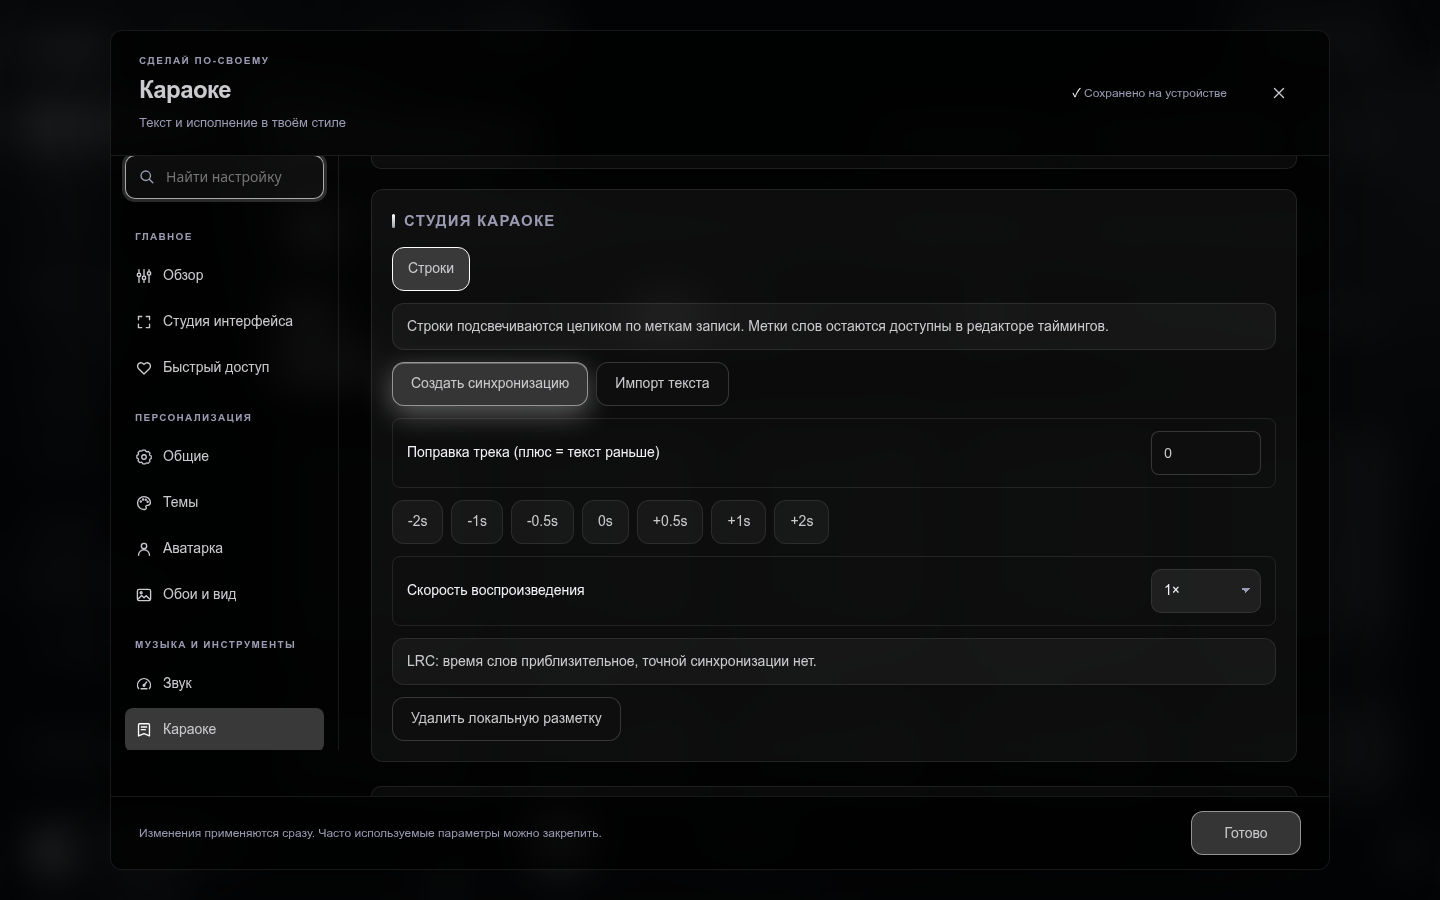 СДЕЛАЙ ПО-СВОЕМУ
Караоке
Текст и исполнение в твоём стиле
✓ Сохранено на устройстве
Найти настройку
ГЛАВНОЕ
Обзор
Студия интерфейса
Быстрый доступ
ПЕРСОНАЛИЗАЦИЯ
Общие
Темы
Аватарка
Обои и вид
МУЗЫКА И ИНСТРУМЕНТЫ
Звук
Караоке
СТУДИЯ КАРАОКЕ
Строки
Строки подсвечиваются целиком по меткам записи. Метки слов остаются доступны в редакторе таймингов.
Создать синхронизацию Импорт текста
Поправка трека (плюс = текст раньше) 0
-2s -1s -0.5s 0s +0.5s +1s +2s
Скорость воспроизведения 1×
LRC: время слов приблизительное, точной синхронизации нет.
Удалить локальную разметку
Изменения применяются сразу. Часто используемые параметры можно закрепить.
Готово